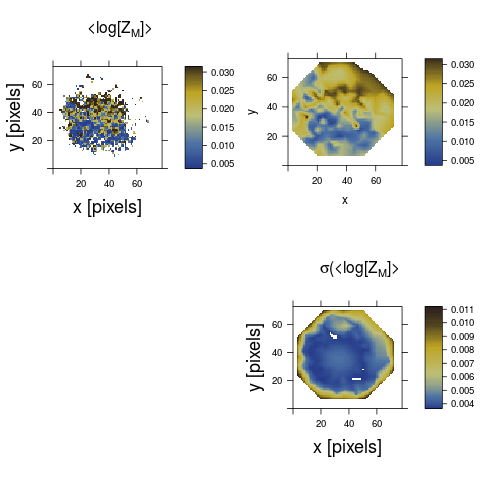 <log[Z_M]>
60
40
20
20 40 60
y [pixels]
x [pixels]
0.030
0.025
0.020
0.015
0.010
0.005
60
40
20
20 40 60
y
x
0.030
0.025
0.020
0.015
0.010
0.005
σ(<log[Z_M]>
60
40
20
20 40 60
y [pixels]
x [pixels]
0.011
0.010
0.009
0.008
0.007
0.006
0.005
0.004